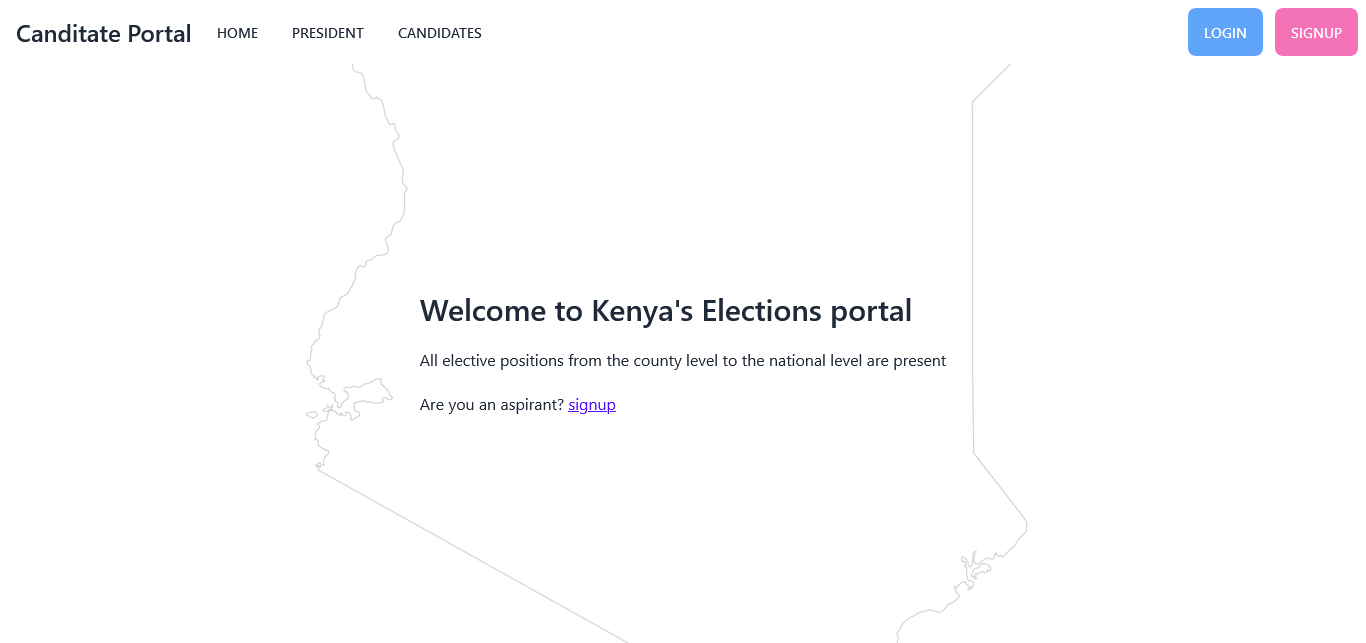 Canditate Portal HOME PRESIDENT CANDIDATES LOGIN SIGNUP
Welcome to Kenya's Elections portal
All elective positions from the county level to the national level are present
Are you an aspirant? signup